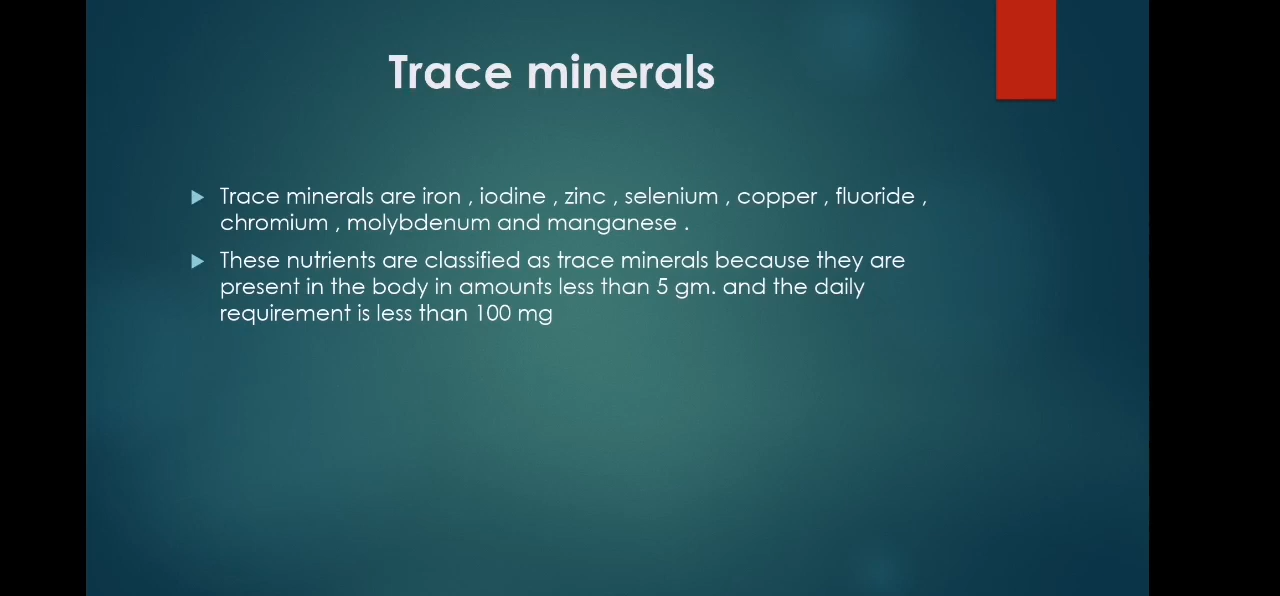 Trace minerals
Trace minerals are iron , iodine , zinc , selenium , copper , fluoride ,
chromium , molybdenum and manganese .
These nutrients are classified as trace minerals because they are
present in the body in amounts less than 5 gm. and the daily
requirement is less than 100 mg